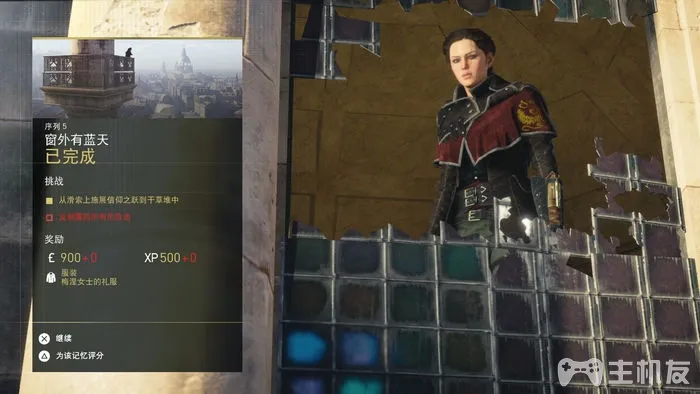 序列 5
窗外有蓝天
已完成
挑战
从滑索上施展信仰之跃到干草堆中
奖励
£ 900+0 XP 500+0
服装
梅涅女士的礼服
继续
为该记忆评分
主机友